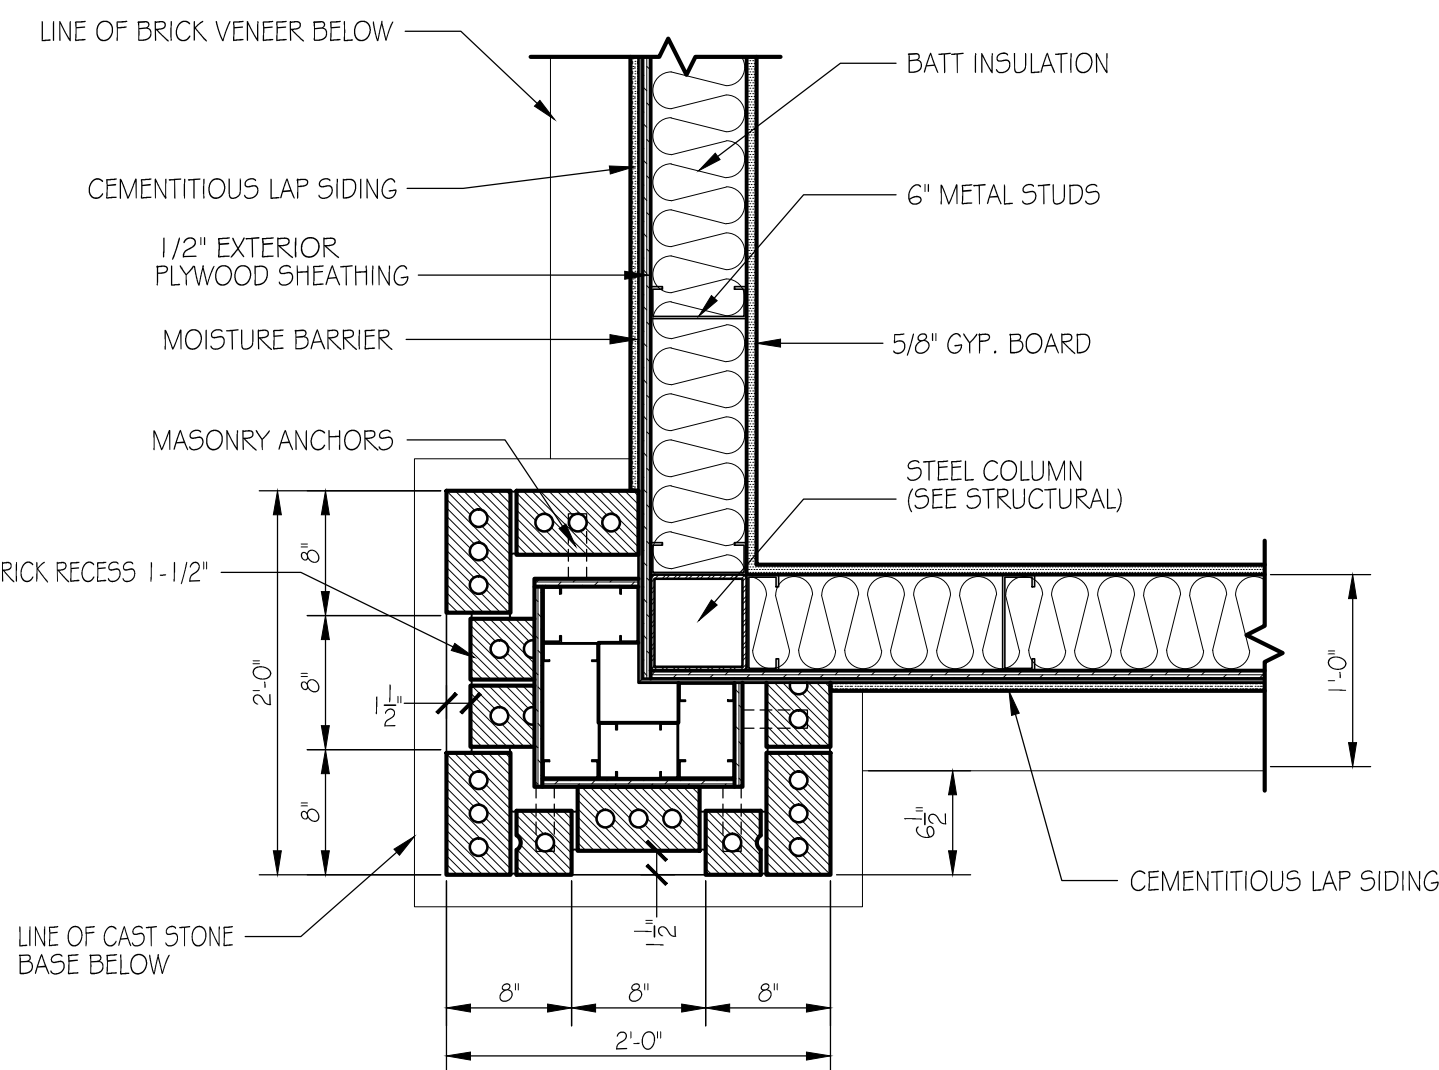 LINE OF BRICK VENEER BELOW
BATT INSULATION
CEMENTITIOUS LAP SIDING
6" METAL STUDS
1/2" EXTERIOR
PLYWOOD SHEATHING
MOISTURE BARRIER
5/8" GYP. BOARD
MASONRY ANCHORS
STEEL COLUMN
(SEE STRUCTURAL)
8"
RICK RECESS 1-1/2"
2'-0"
8"
1 1/2"
1'-0"
8"
6 1/2"
CEMENTITIOUS LAP SIDING
LINE OF CAST STONE
BASE BELOW
1 1/2"
8" 8" 8"
2'-0"